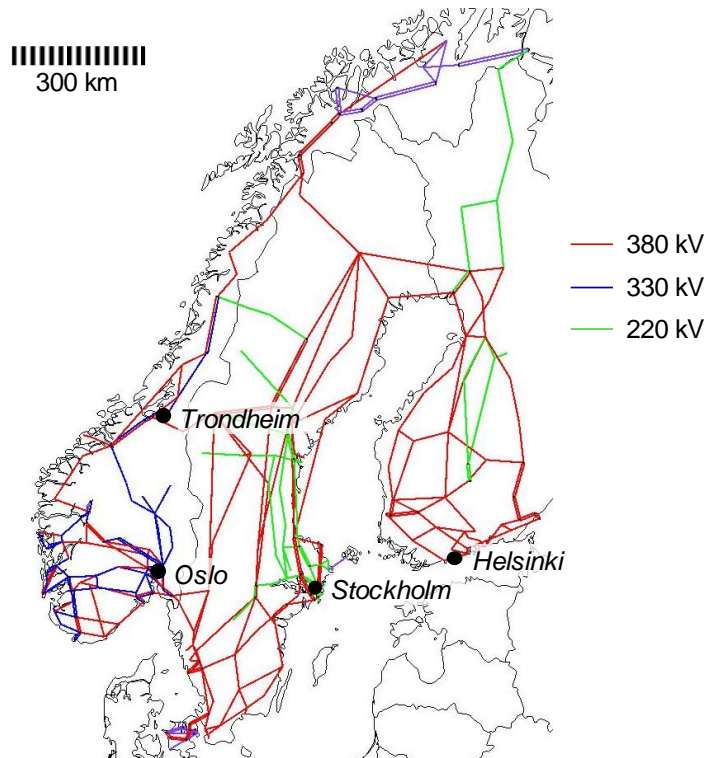 300 km
380 kV
330 kV
220 kV
Trondheim
Oslo
Helsinki
Stockholm